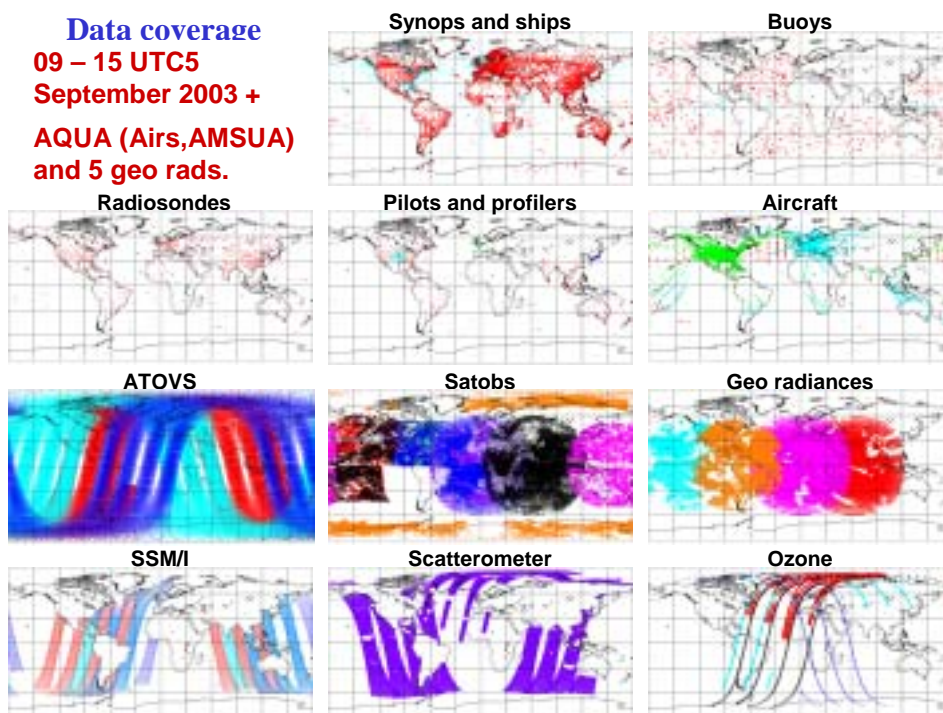 Data coverage
09 – 15 UTC5
September 2003 +
AQUA (Airs,AMSUA)
and 5 geo rads.
Synops and ships
Buoys
Radiosondes
Pilots and profilers
Aircraft
ATOVS
Satobs
Geo radiances
SSM/I
Scatterometer
Ozone